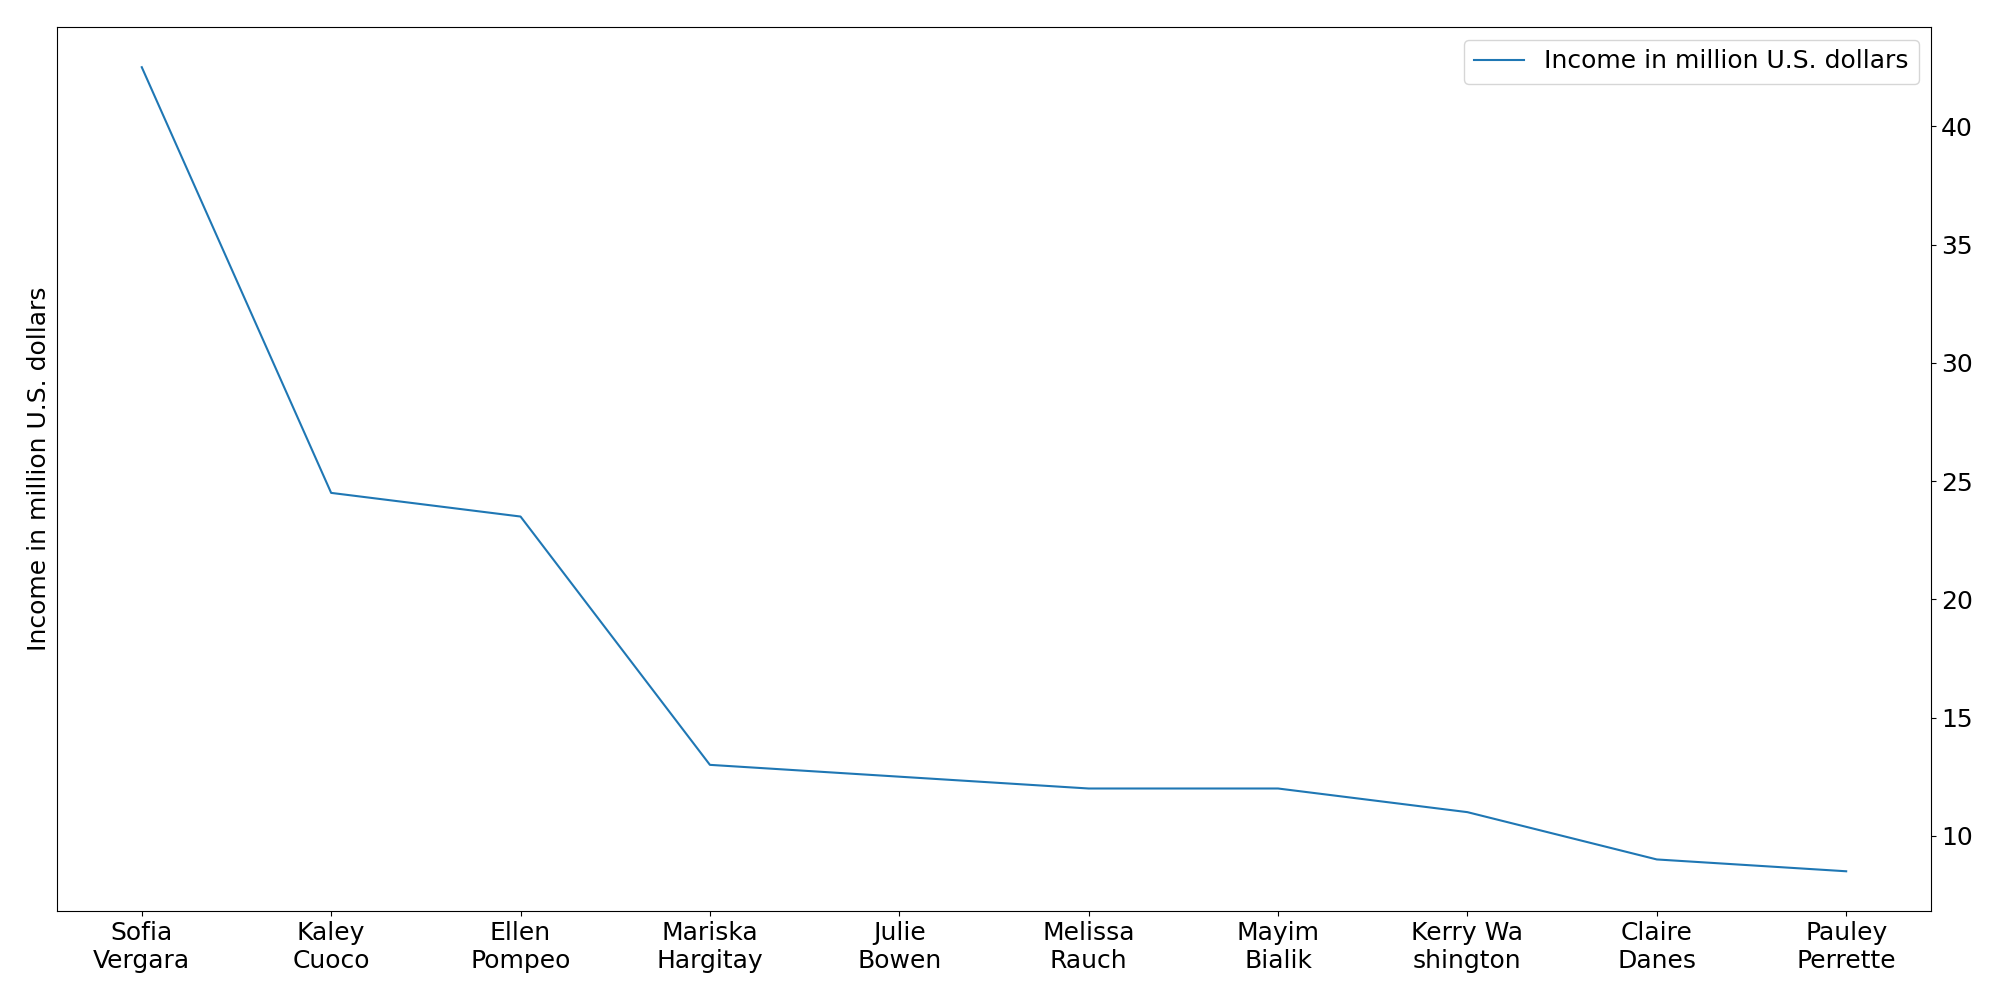 Income in million U.S. dollars
Income in million U.S. dollars
40
35
30
25
20
15
10
Sofia
Vergara
Kaley
Cuoco
Ellen
Pompeo
Mariska
Hargitay
Julie
Bowen
Melissa
Rauch
Mayim
Bialik
Kerry Wa
shington
Claire
Danes
Pauley
Perrette